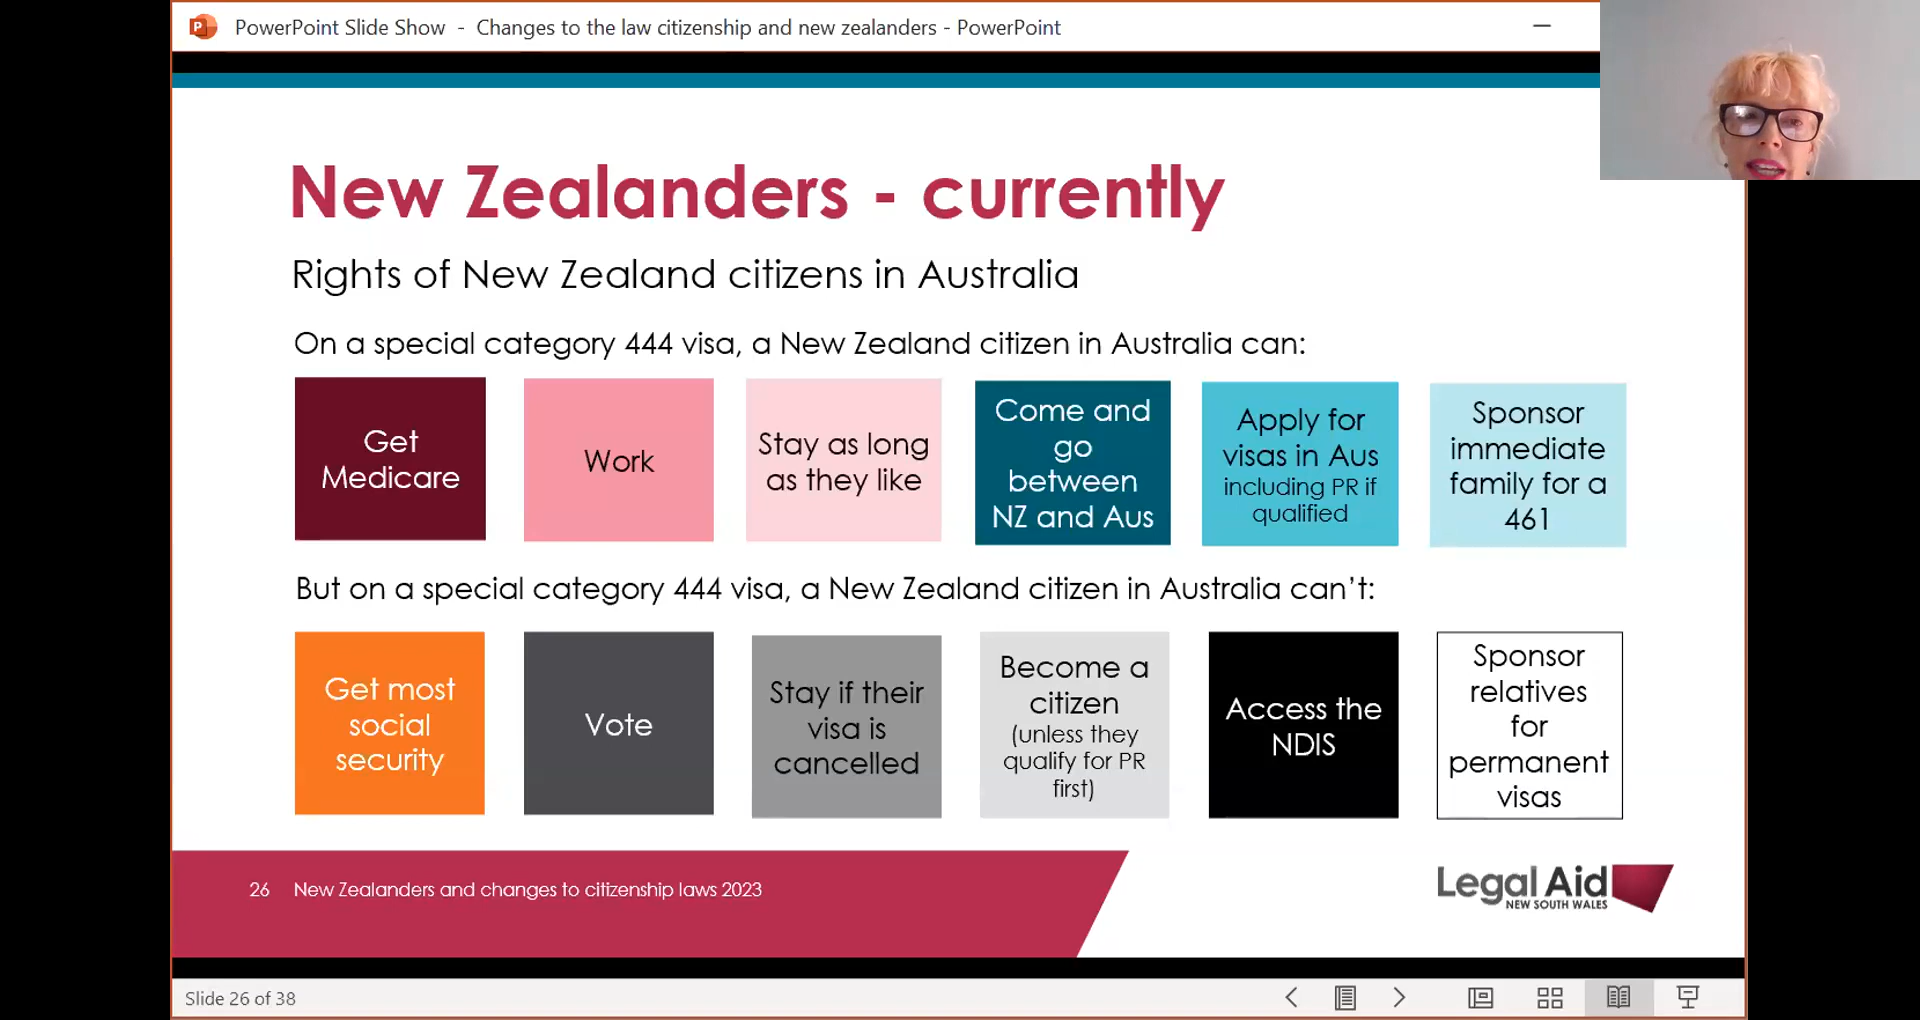 PowerPoint Slide Show - Changes to the law citizenship and new zealanders - PowerPoint
New Zealanders - currently
Rights of New Zealand citizens in Australia
On a special category 444 visa, a New Zealand citizen in Australia can:
Get
Medicare
Work
Stay as long
as they like
Come and
go
between
NZ and Aus
Apply for
visas in Aus
including PR if
qualified
Sponsor
immediate
family for a
461
But on a special category 444 visa, a New Zealand citizen in Australia can't:
Get most
social
security
Vote
Stay if their
visa is
cancelled
Become a
citizen
(unless they
qualify for PR
first)
Access the
NDIS
Sponsor
relatives
for
permanent
visas
26 New Zealanders and changes to citizenship laws 2023
Legal Aid
NEW SOUTH WALES
Slide 26 of 38